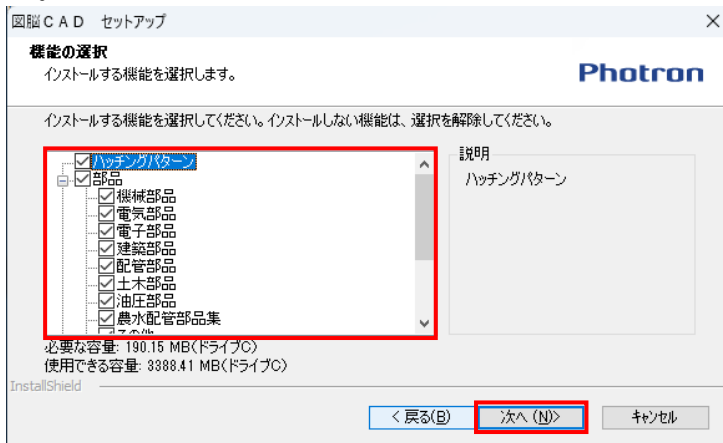 図脳CAD セットアップ
機能の選択
インストールする機能を選択します。
Photron
インストールする機能を選択してください。インストールしない機能は、選択を解除してください。
ハッチングパターン
部品
機械部品
電気部品
電子部品
建築部品
配管部品
土木部品
油圧部品
農水配管部品集
説明
ハッチングパターン
必要な容量: 190.15 MB(ドライブC)
使用できる容量: 3388.41 MB(ドライブC)
InstallShield
< 戻る(B)
次へ (N)>
キャンセル